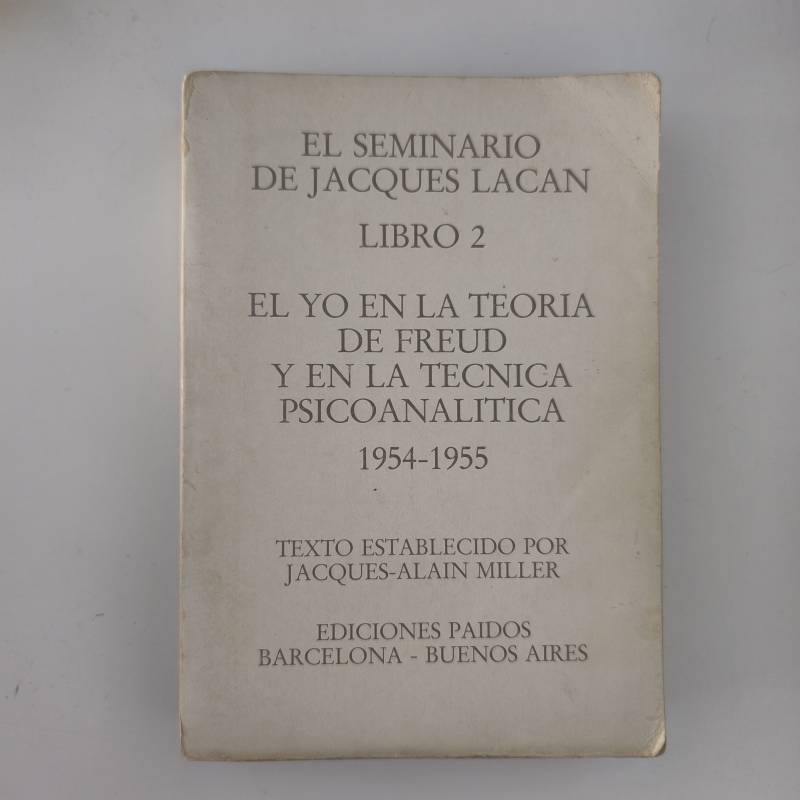 EL SEMINARIO
DE JACQUES LACAN
LIBRO 2
EL YO EN LA TEORIA
DE FREUD
Y EN LA TECNICA
PSICOANALITICA
1954-1955
TEXTO ESTABLECIDO POR
JACQUES-ALAIN MILLER
EDICIONES PAIDOS
BARCELONA - BUENOS AIRES